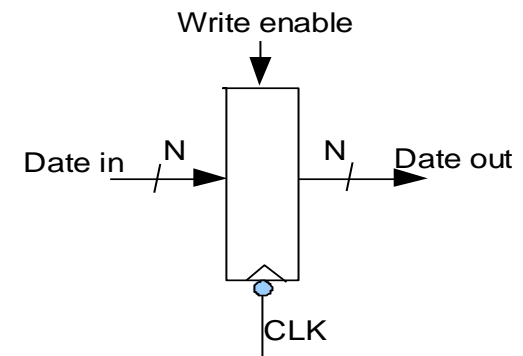 Write enable
N
N
Date in
Date out
CLK